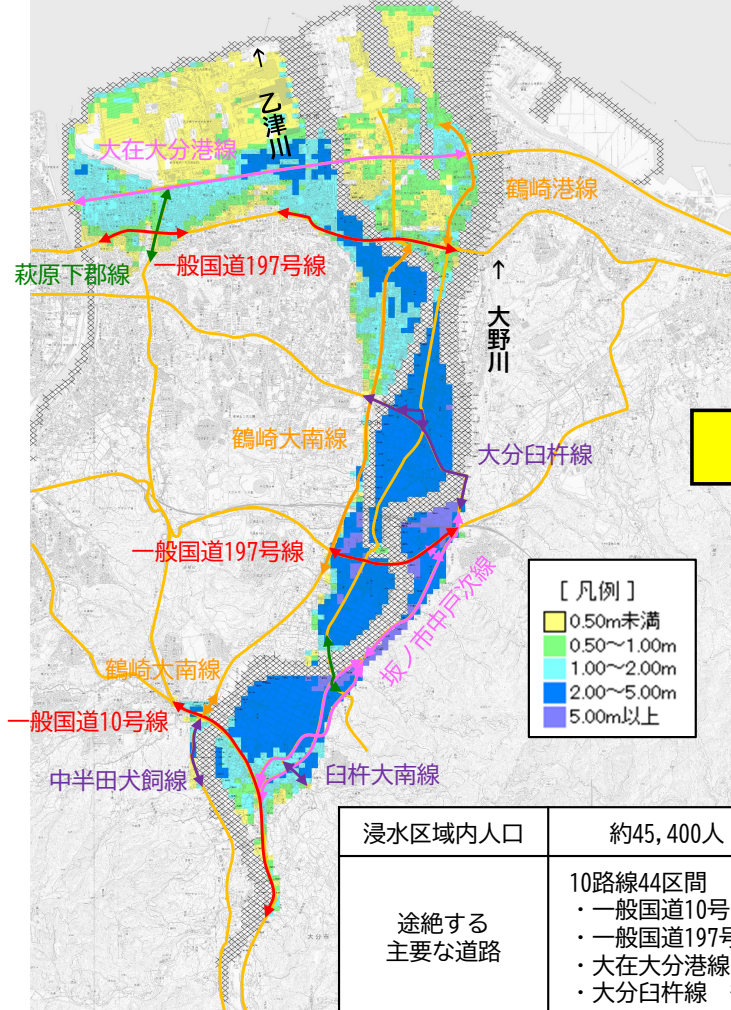 ↑
乙津川
大在大分港線
鶴崎港線
萩原下郡線
一般国道197号線
↑
大野川
鶴崎大南線
大分臼杵線
一般国道197号線
坂ノ市中戸次線
[凡例]
0.50m未満
0.50～1.00m
1.00～2.00m
2.00～5.00m
5.00m以上
鶴崎大南線
一般国道10号線
中半田犬飼線
臼杵大南線
浸水区域内人口
約45,400人
途絶する
主要な道路
10路線44区間
・一般国道10号
・一般国道197号
・大在大分港線
・大分臼杵線